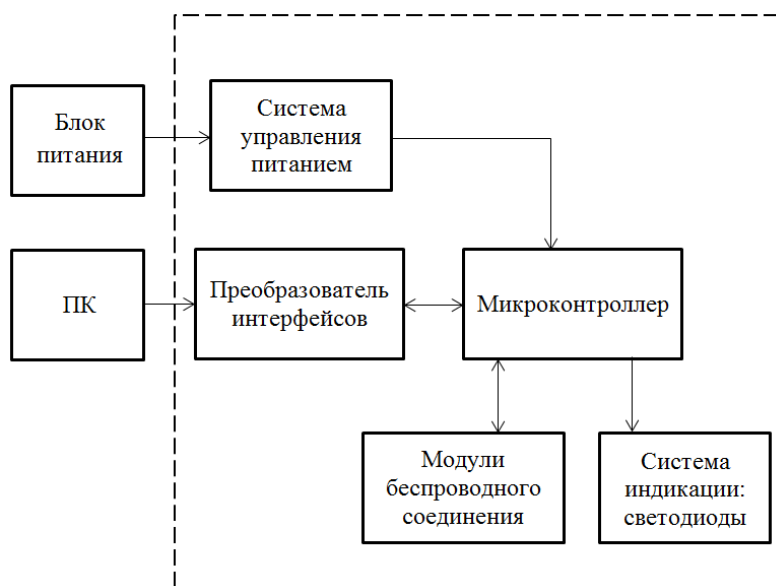 Блок
питания
Система
управления
питанием
ПК
Преобразователь
интерфейсов
Микроконтроллер
Модули
беспроводного
соединения
Система
индикации:
светодиоды